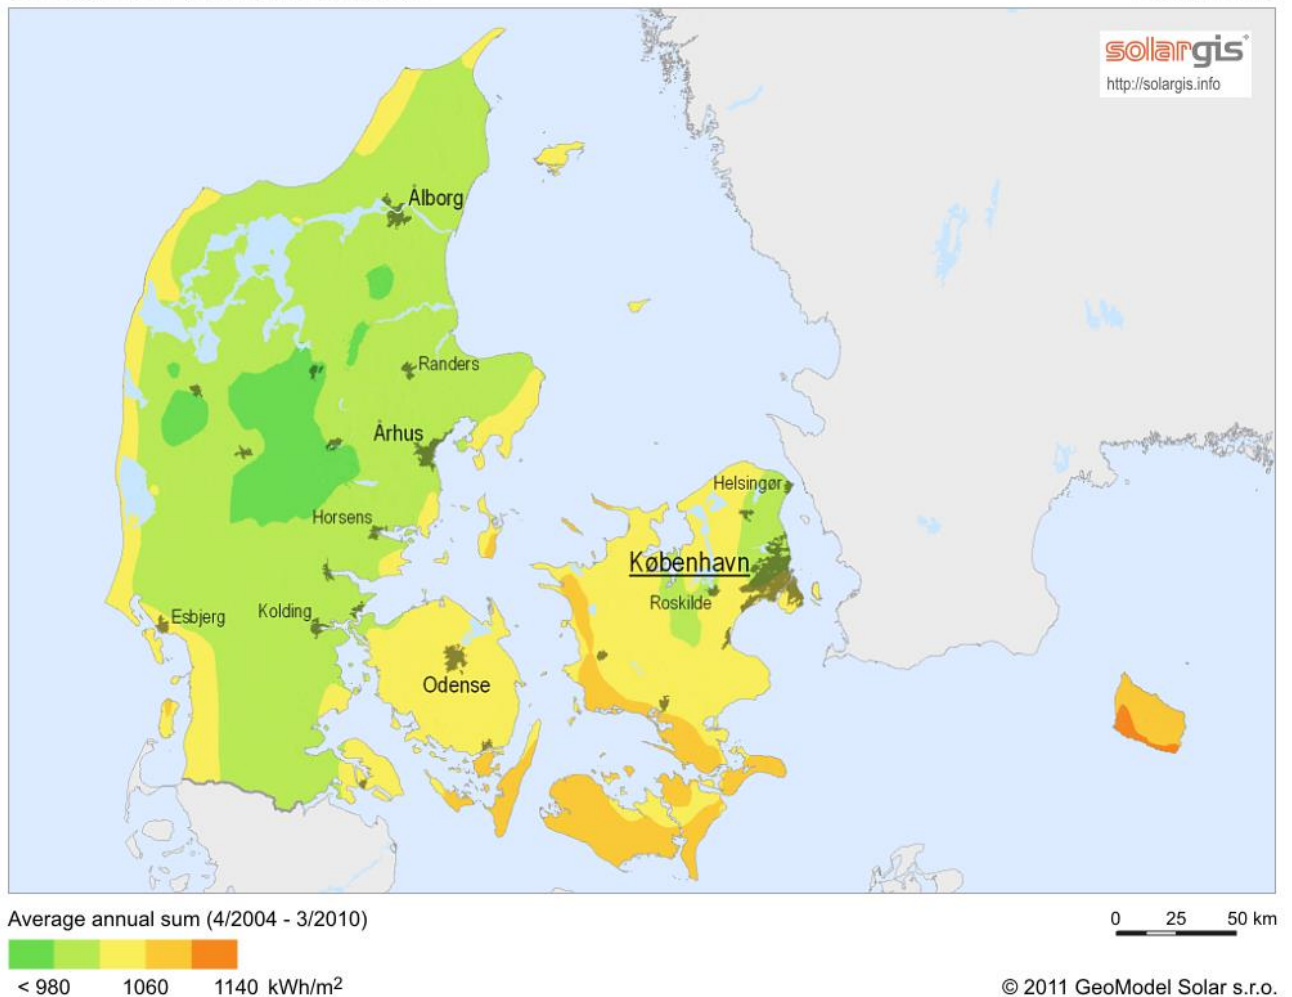 solargis
http://solargis.info
Ålborg
Randers
Århus
Helsingør
Horsens
København
Roskilde
Esbjerg
Kolding
Odense
Average annual sum (4/2004 - 3/2010)
0 25 50 km
< 980 1060 1140 kWh/m2
© 2011 GeoModel Solar s.r.o.